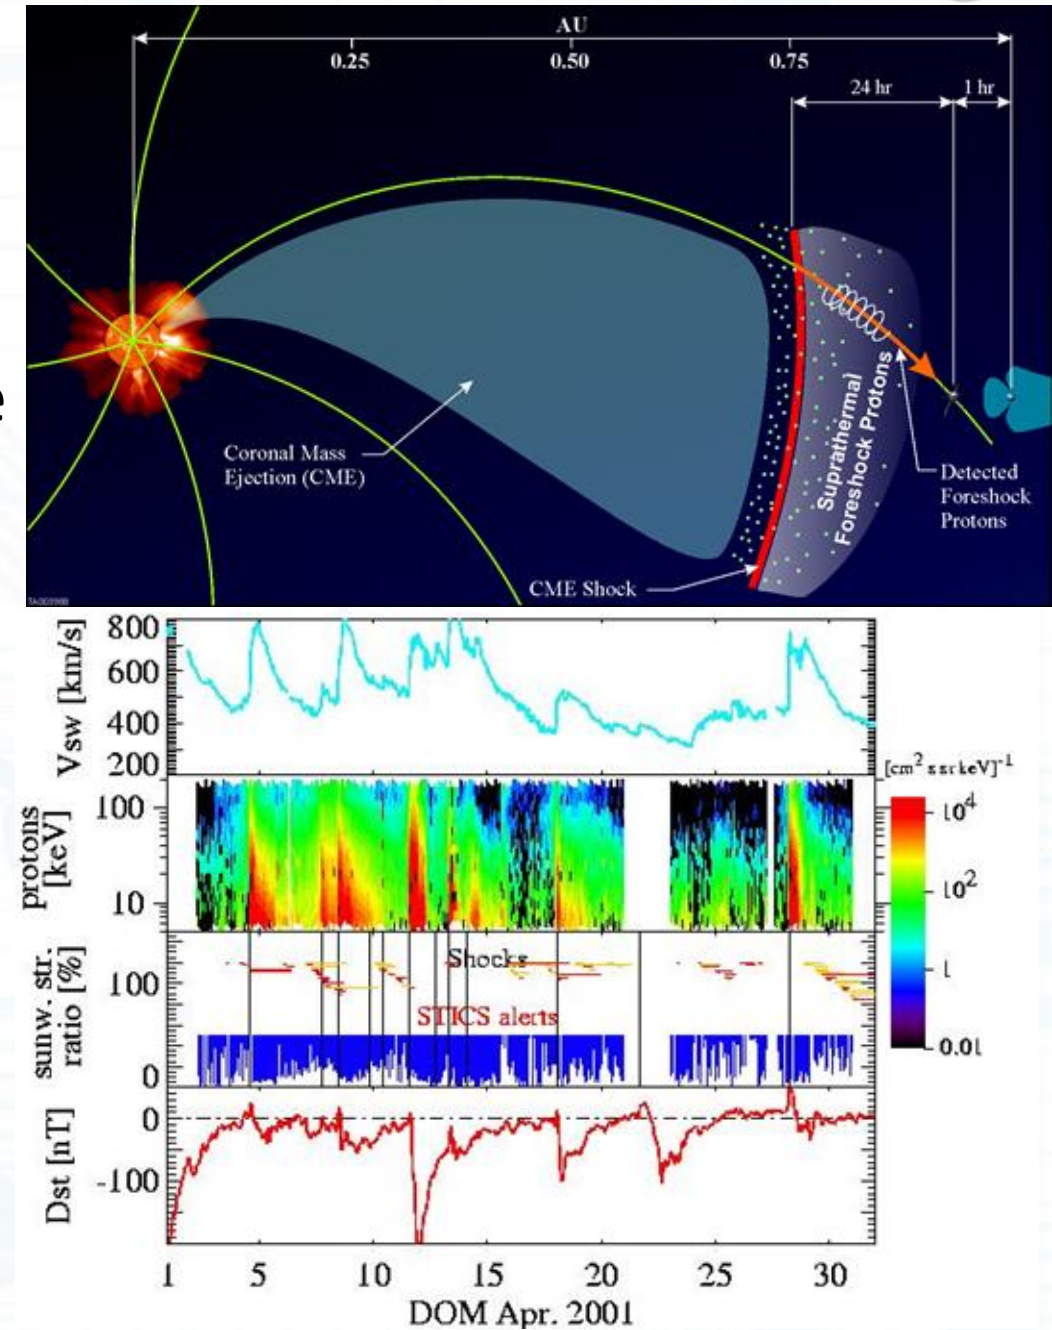 AU
0.25 0.50 0.75
24 hr 1 hr
e
Coronal Mass
Ejection (CME)
Suprathermal
Foreshock Protons
Detected
Foreshock
Protons
CME Shock
Vsw [km/s]
800
600
400
200
protons
[keV]
100
10
[cm² s sr keV]⁻¹
10⁴
10²
1
0.01
sunw. str.
ratio [%]
100
0
Shocks
STICS alerts
Dst [nT]
0
-100
1 5 10 15 20 25 30
DOM Apr. 2001